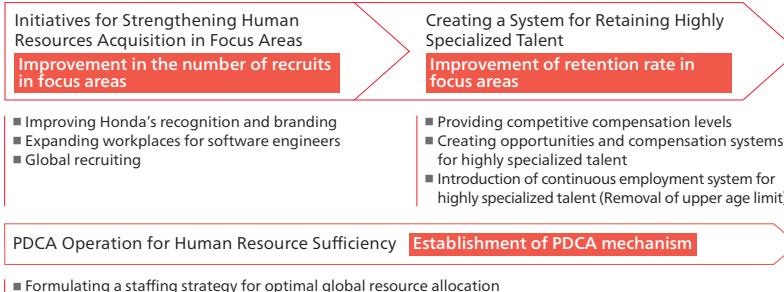 Initiatives for Strengthening Human
Resources Acquisition in Focus Areas
Improvement in the number of recruits
in focus areas
■ Improving Honda's recognition and branding
■ Expanding workplaces for software engineers
■ Global recruiting
Creating a System for Retaining Highly
Specialized Talent
Improvement of retention rate in
focus areas
■ Providing competitive compensation levels
■ Creating opportunities and compensation systems
for highly specialized talent
■ Introduction of continuous employment system for
highly specialized talent (Removal of upper age limit)
PDCA Operation for Human Resource Sufficiency Establishment of PDCA mechanism
■ Formulating a staffing strategy for optimal global resource allocation